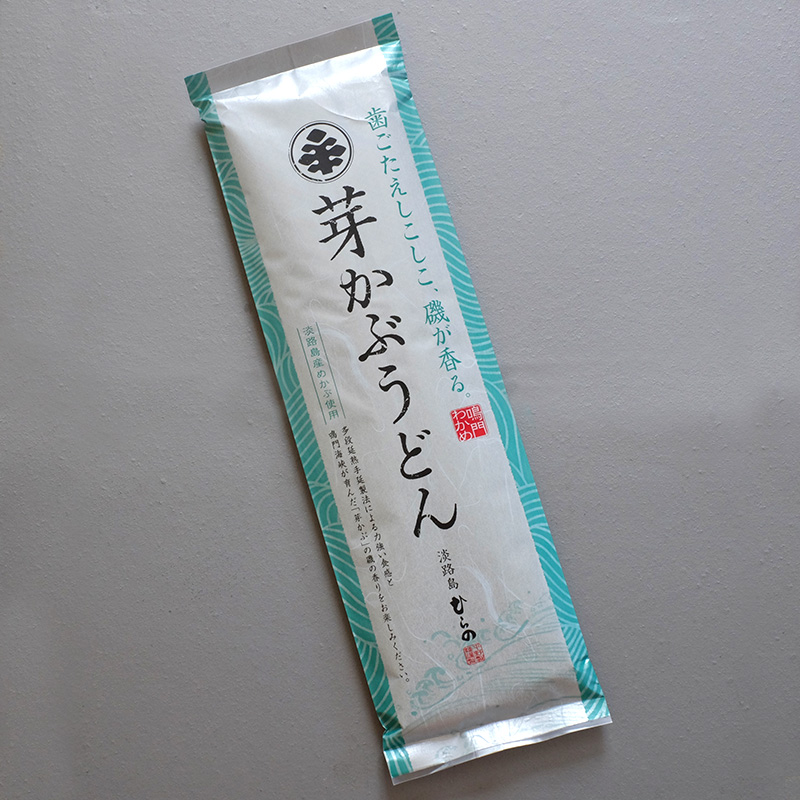 歯ごたえしこしこ、磯が香る。
鳴門
わかめ
芽かぶうどん
淡路島産めかぶ使用
多段延熟手延製法による力強い食感と
鳴門海峡が育んだ「芽かぶ」の磯の香りをお楽しみください。
淡路島
ひらの